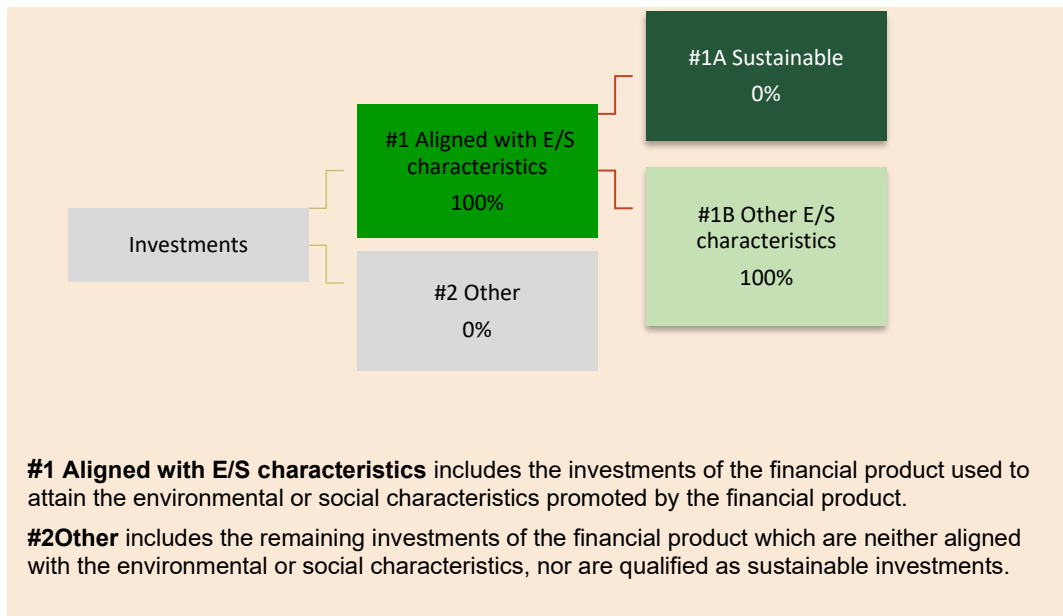 #1A Sustainable
0%
#1 Aligned with E/S
characteristics
100%
Investments
#1B Other E/S
characteristics
100%
#2 Other
0%
#1 Aligned with E/S characteristics includes the investments of the financial product used to
attain the environmental or social characteristics promoted by the financial product.
#2Other includes the remaining investments of the financial product which are neither aligned
with the environmental or social characteristics, nor are qualified as sustainable investments.